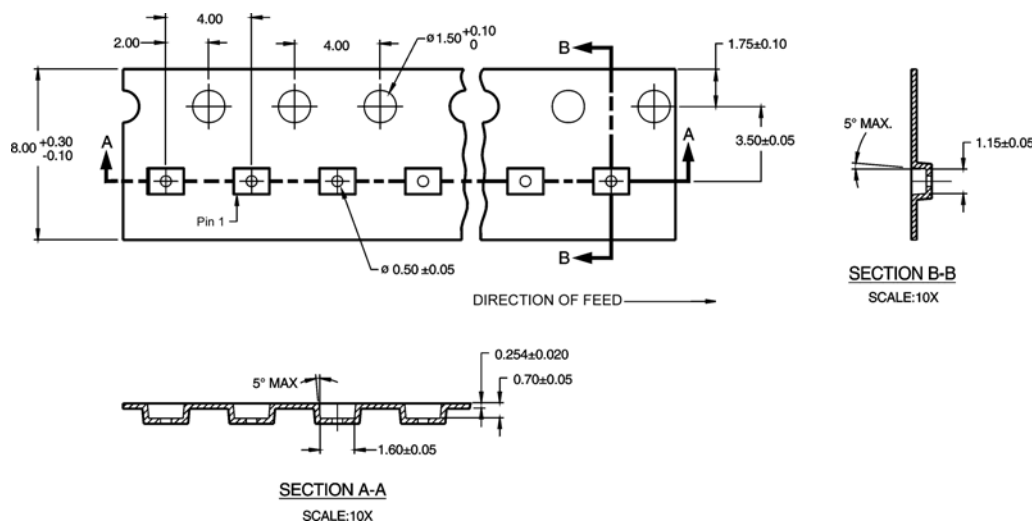 4.00
2.00
4.00
ø1.50 +0.10
0
B
1.75±0.10
8.00 +0.30
-0.10
A
A
3.50±0.05
5° MAX.
1.15±0.05
Pin 1
B
ø 0.50 ±0.05
SECTION B-B
SCALE:10X
DIRECTION OF FEED
0.254±0.020
5° MAX
0.70±0.05
1.60±0.05
SECTION A-A
SCALE:10X